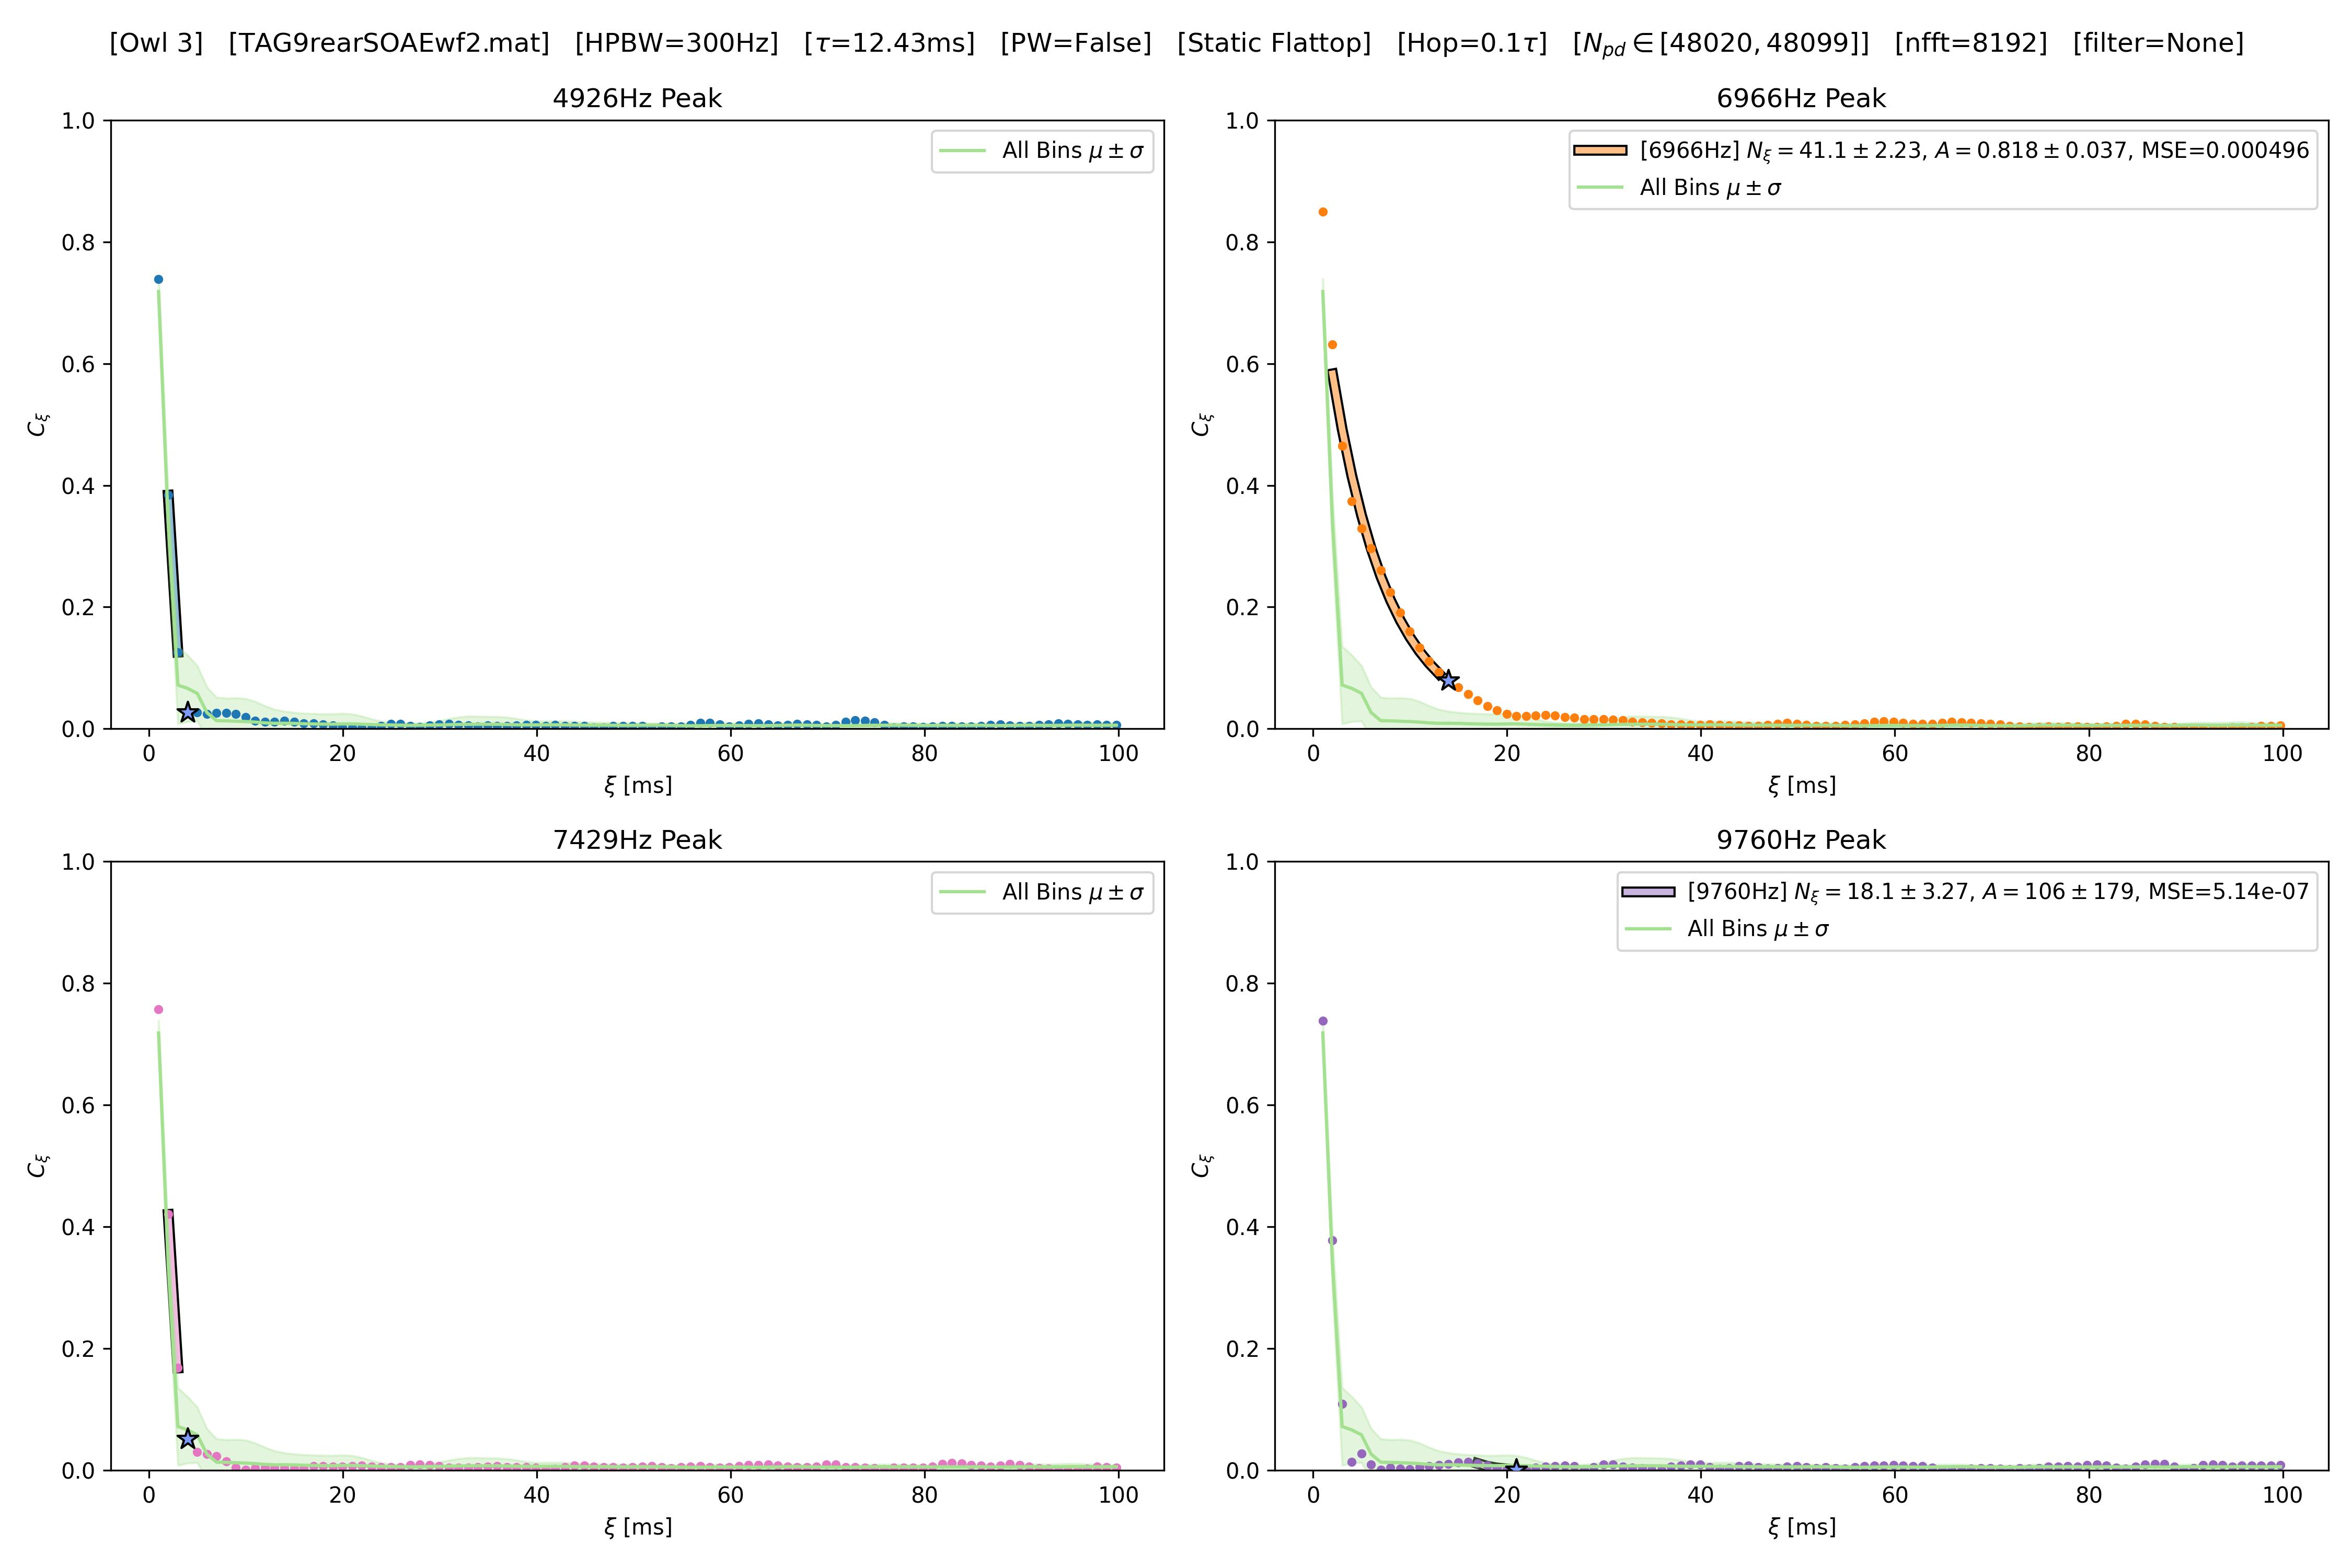 [Owl 3] [TAG9rearSOAEwf2.mat] [HPBW=300Hz] [τ=12.43ms] [PW=False] [Static Flattop] [Hop=0.1τ] [N_pd ∈ [48020, 48099]] [nfft=8192] [filter=None]
4926Hz Peak
1.0
0.8
0.6
0.4
0.2
0.0
C_ξ
All Bins μ ± σ
0 20 40 60 80 100
ξ [ms]
6966Hz Peak
1.0
0.8
0.6
0.4
0.2
0.0
C_ξ
[6966Hz] N_ξ = 41.1 ± 2.23, A = 0.818 ± 0.037, MSE=0.000496
All Bins μ ± σ
0 20 40 60 80 100
ξ [ms]
7429Hz Peak
1.0
0.8
0.6
0.4
0.2
0.0
C_ξ
All Bins μ ± σ
0 20 40 60 80 100
ξ [ms]
9760Hz Peak
1.0
0.8
0.6
0.4
0.2
0.0
C_ξ
[9760Hz] N_ξ = 18.1 ± 3.27, A = 106 ± 179, MSE=5.14e-07
All Bins μ ± σ
0 20 40 60 80 100
ξ [ms]